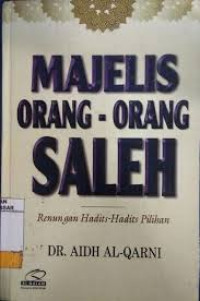 MAJELIS
ORANG - ORANG
SALEH
Renungan Hadits-Hadits Pilihan
DR. AIDH AL-QARNI